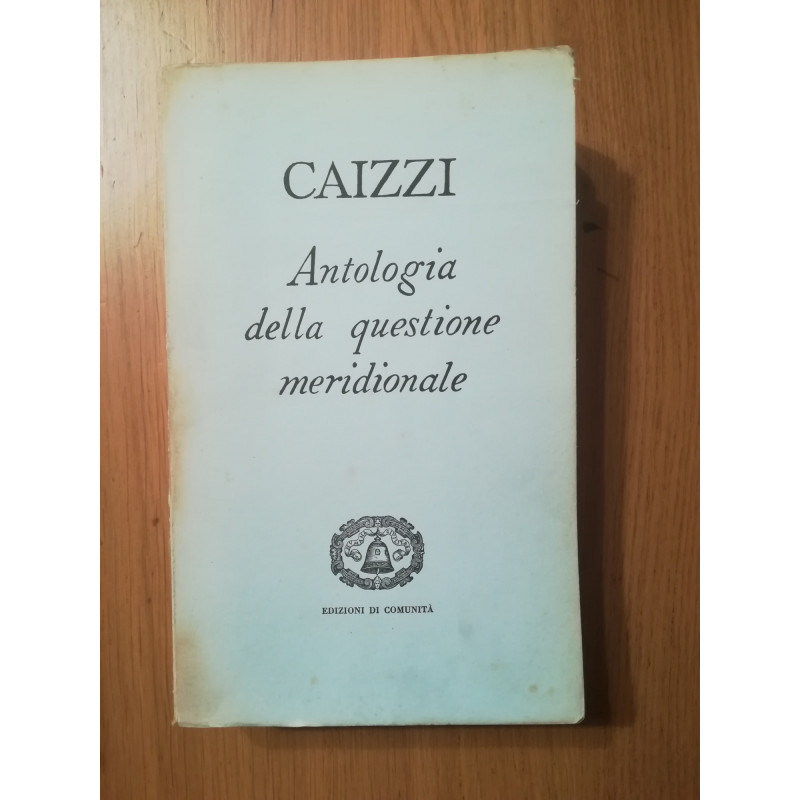 CAIZZI
Antologia
della questione
meridionale
EDIZIONI DI COMUNITÀ